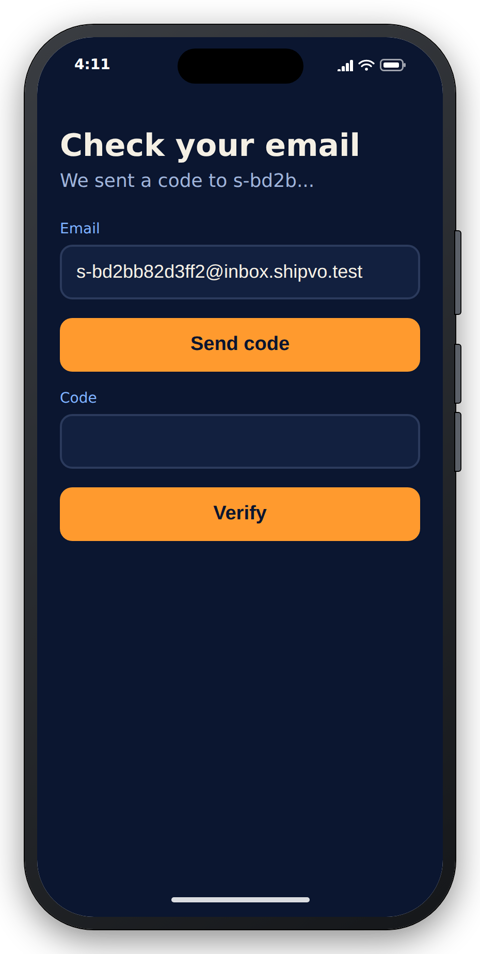 4:11
Check your email
We sent a code to s-bd2b...
Email
s-bd2bb82d3ff2@inbox.shipvo.test
Send code
Code
Verify